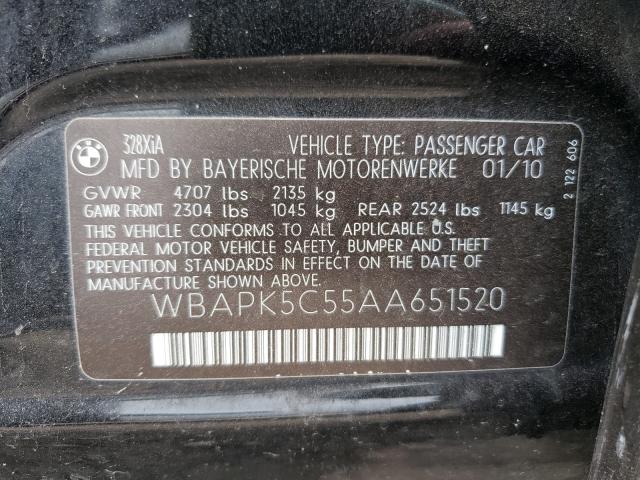 BMW
328XiA VEHICLE TYPE: PASSENGER CAR
MFD BY BAYERISCHE MOTORENWERKE 01/10
GVWR 4707 lbs 2135 kg
GAWR FRONT 2304 lbs 1045 kg REAR 2524 lbs 1145 kg
THIS VEHICLE CONFORMS TO ALL APPLICABLE U.S.
FEDERAL MOTOR VEHICLE SAFETY, BUMPER AND THEFT
PREVENTION STANDARDS IN EFFECT ON THE DATE OF
MANUFACTURE SHOWN ABOVE.
WBAPK5C55AA651520
2 122 606